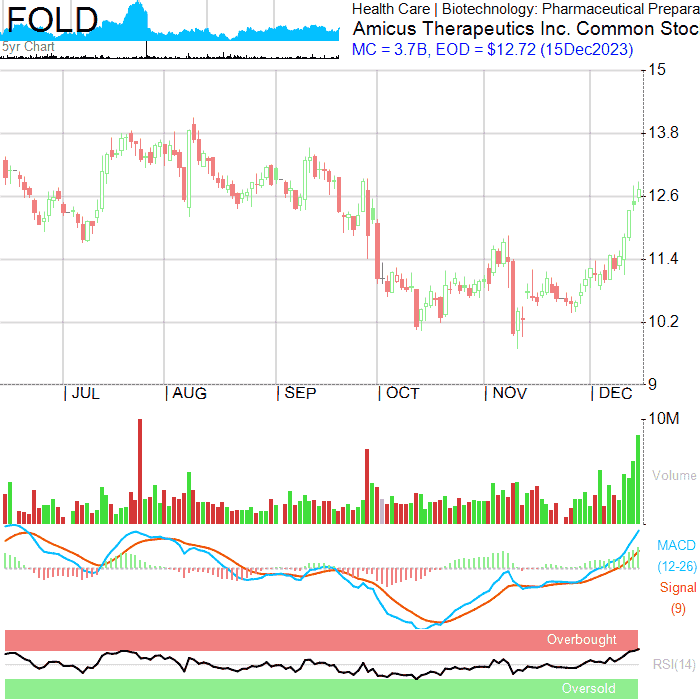 FOLD
5yr Chart
Health Care | Biotechnology: Pharmaceutical Prepara
Amicus Therapeutics Inc. Common Stoc
MC = 3.7B, EOD = $12.72 (15Dec2023)
15
13.8
12.6
11.4
10.2
9
| JUL | AUG | SEP | OCT | NOV | DEC
10M
Volume
MACD
(12-26)
Signal
(9)
Overbought
RSI(14)
Oversold